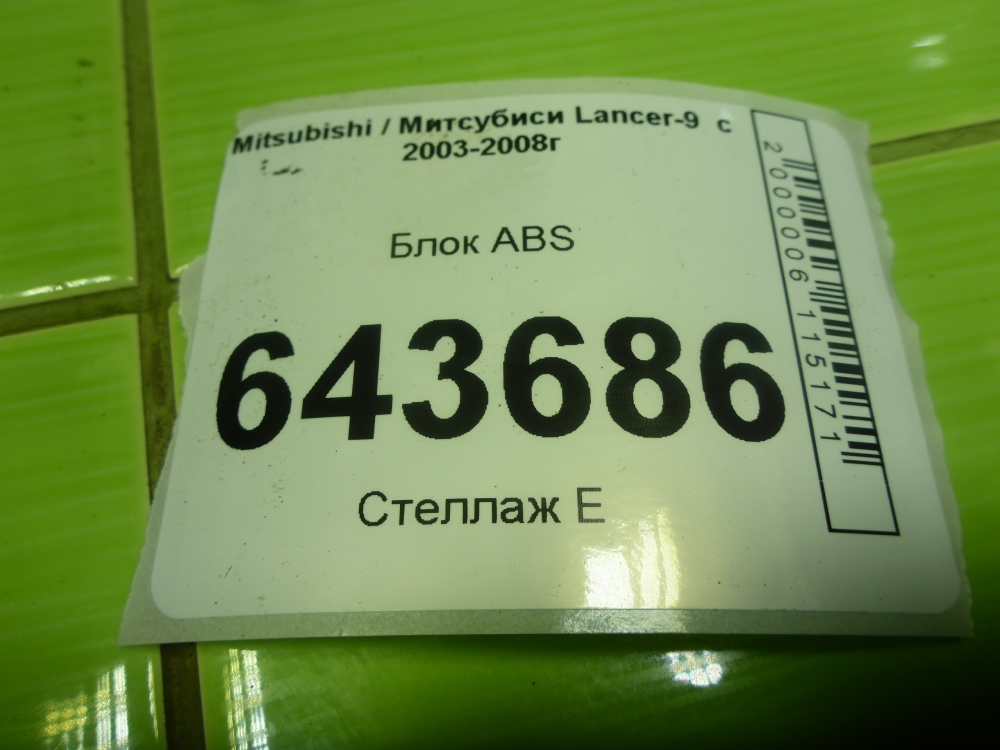 Mitsubishi / Митсубиси Lancer-9 с
2003-2008г
Блок ABS
643686
Стеллаж Е
2000006115171